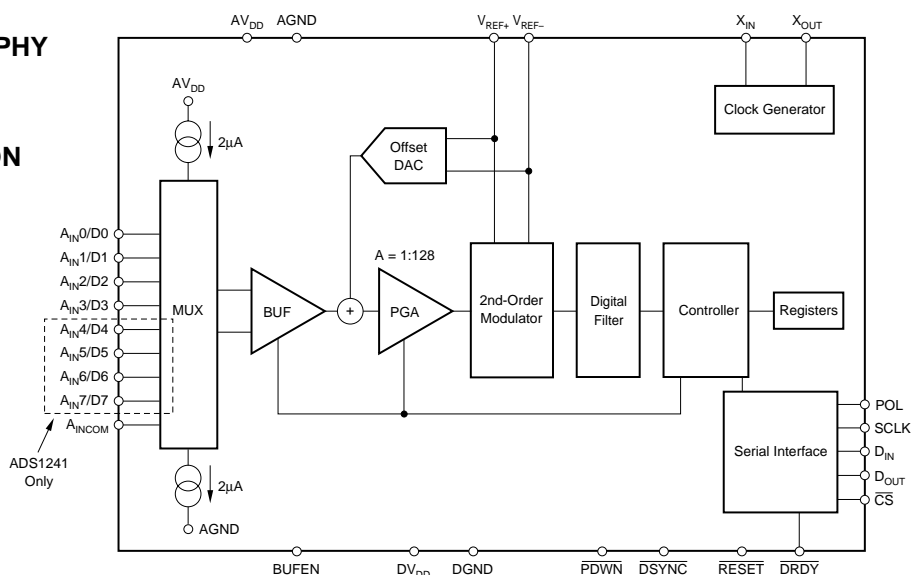 PHY
ON
AVDD AGND VREF+ VREF– XIN XOUT
AVDD
2µA
Clock Generator
Offset
DAC
AIN0/D0
AIN1/D1
AIN2/D2
AIN3/D3
AIN4/D4
AIN5/D5
AIN6/D6
AIN7/D7
AINCOM
ADS1241
Only
MUX
BUF
+
A = 1:128
PGA
2nd-Order
Modulator
Digital
Filter
Controller
Registers
Serial Interface
POL
SCLK
DIN
DOUT
CS
2µA
AGND
BUFEN DVDD DGND PDWN DSYNC RESET DRDY